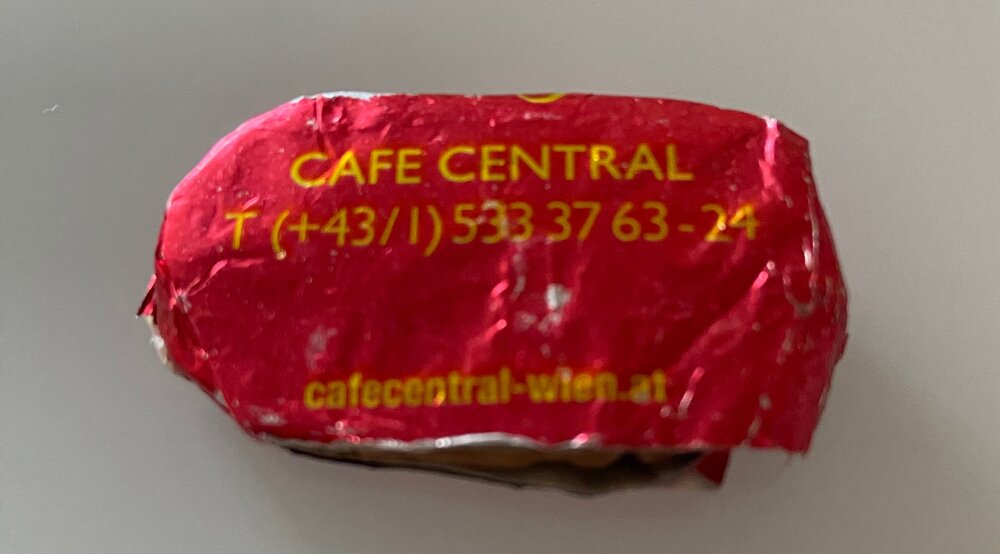 CAFE CENTRAL
T (+43/1) 533 37 63 - 24
cafecentral-wien.at